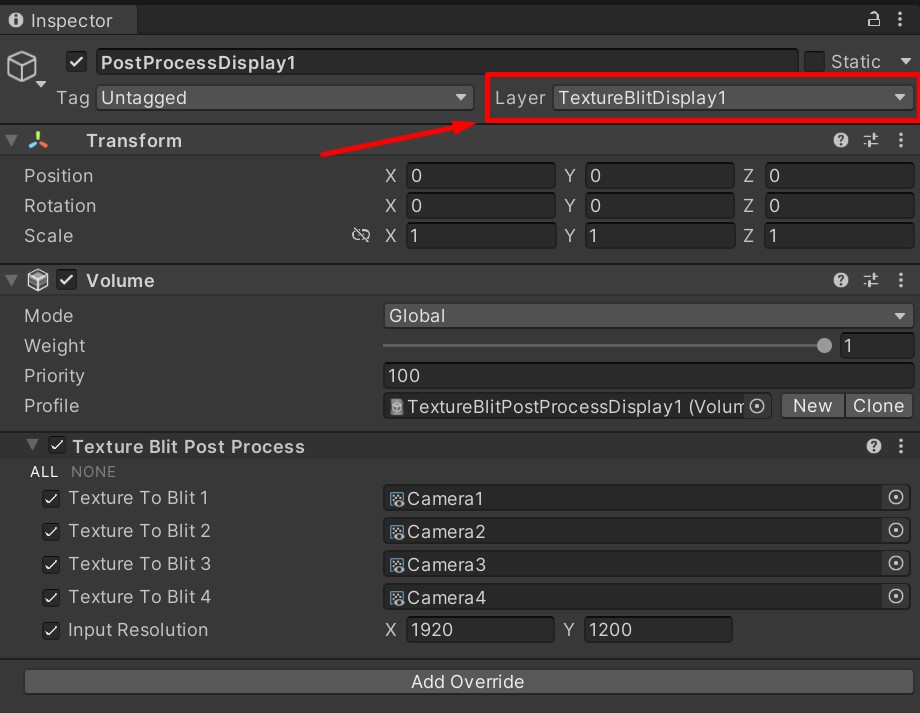 Inspector
PostProcessDisplay1 Static
Tag Untagged Layer TextureBlitDisplay1
Transform
Position X 0 Y 0 Z 0
Rotation X 0 Y 0 Z 0
Scale X 1 Y 1 Z 1
Volume
Mode Global
Weight 1
Priority 100
Profile TextureBlitPostProcessDisplay1 (Volum New Clone
Texture Blit Post Process
ALL NONE
Texture To Blit 1 Camera1
Texture To Blit 2 Camera2
Texture To Blit 3 Camera3
Texture To Blit 4 Camera4
Input Resolution X 1920 Y 1200
Add Override